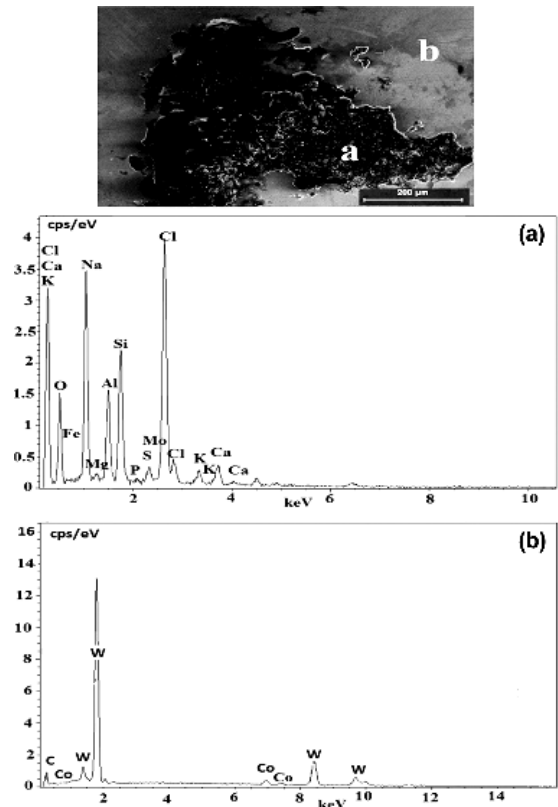 b
a
200 µm
cps/eV
(a)
4
3.5
3
2.5
2
1.5
1
0.5
0
Cl
Ca
K
Na
Cl
Si
O
Al
Fe
Mg
P
S
Mo
Cl
K
K
Ca
Ca
2 4 6 8 10
keV
cps/eV
(b)
16
14
12
10
8
6
4
2
0
W
C
Co
W
Co
Co
W
W
2 4 6 8 10 12 14
keV